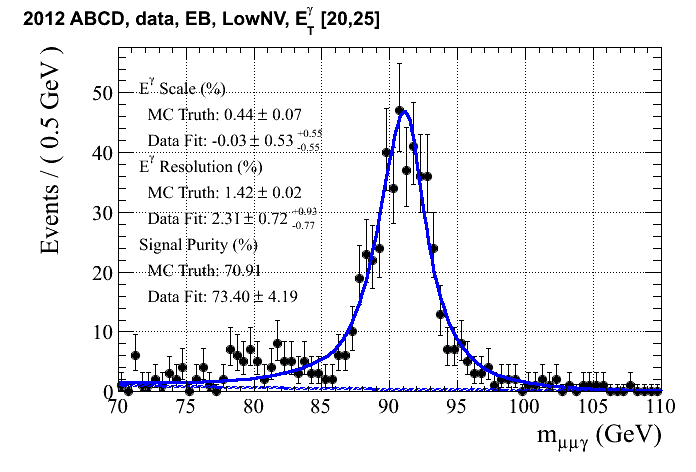 2012 ABCD, data, EB, LowNV, E_T^γ [20,25]
Events / ( 0.5 GeV )
50
40
30
20
10
0
E^γ Scale (%)
MC Truth: 0.44 ± 0.07
Data Fit: -0.03 ± 0.53 +0.55 -0.55
E^γ Resolution (%)
MC Truth: 1.42 ± 0.02
Data Fit: 2.31 ± 0.72 +0.93 -0.77
Signal Purity (%)
MC Truth: 70.91
Data Fit: 73.40 ± 4.19
70 75 80 85 90 95 100 105 110
m_μμγ (GeV)